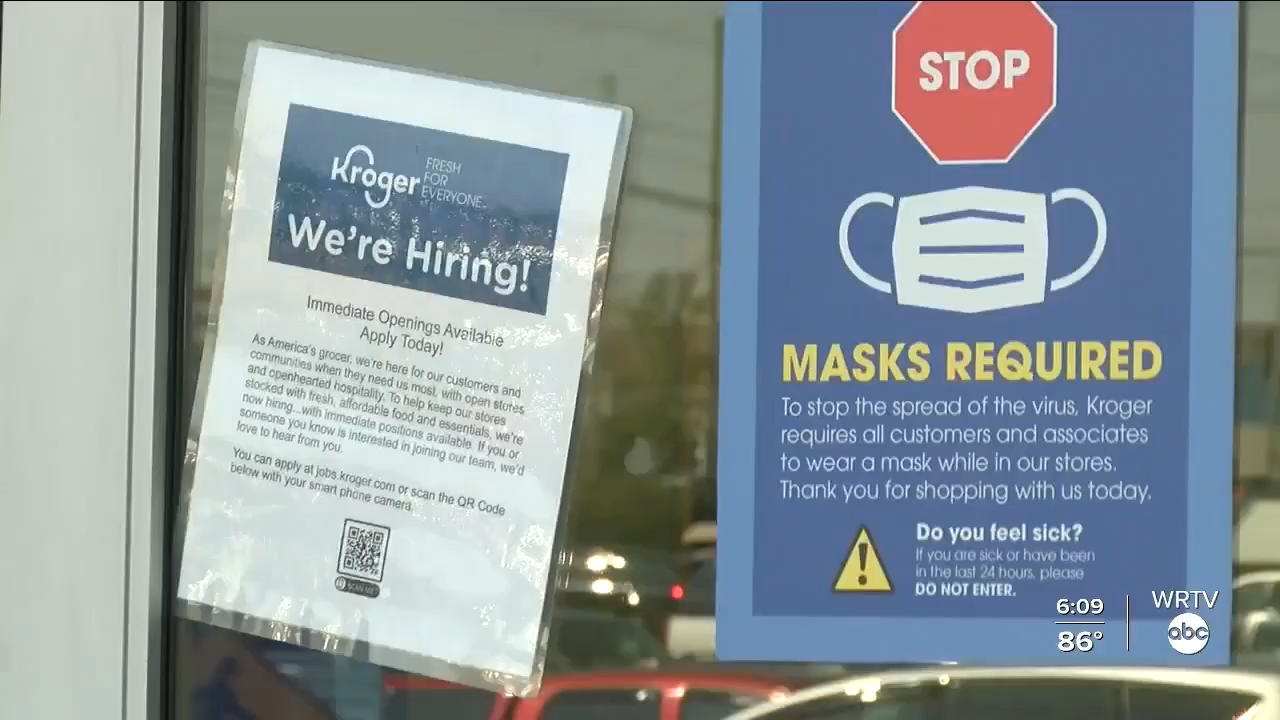 Kroger
FRESH
FOR
EVERYONE.
We're Hiring!
Immediate Openings Available
Apply Today!
As America's grocer, we're here for our customers and
communities when they need us most, with open stores
and openhearted hospitality. To help keep our stores
stocked with fresh, affordable food and essentials, we're
now hiring...with immediate positions available. If you or
someone you know is interested in joining our team, we'd
love to hear from you.
You can apply at jobs.kroger.com or scan the QR Code
below with your smart phone camera.
SCAN ME!
STOP
MASKS REQUIRED
To stop the spread of the virus, Kroger
requires all customers and associates
to wear a mask while in our stores.
Thank you for shopping with us today.
Do you feel sick?
If you are sick or have been
in the last 24 hours, please
DO NOT ENTER.
6:09
86°
WRTV
abc